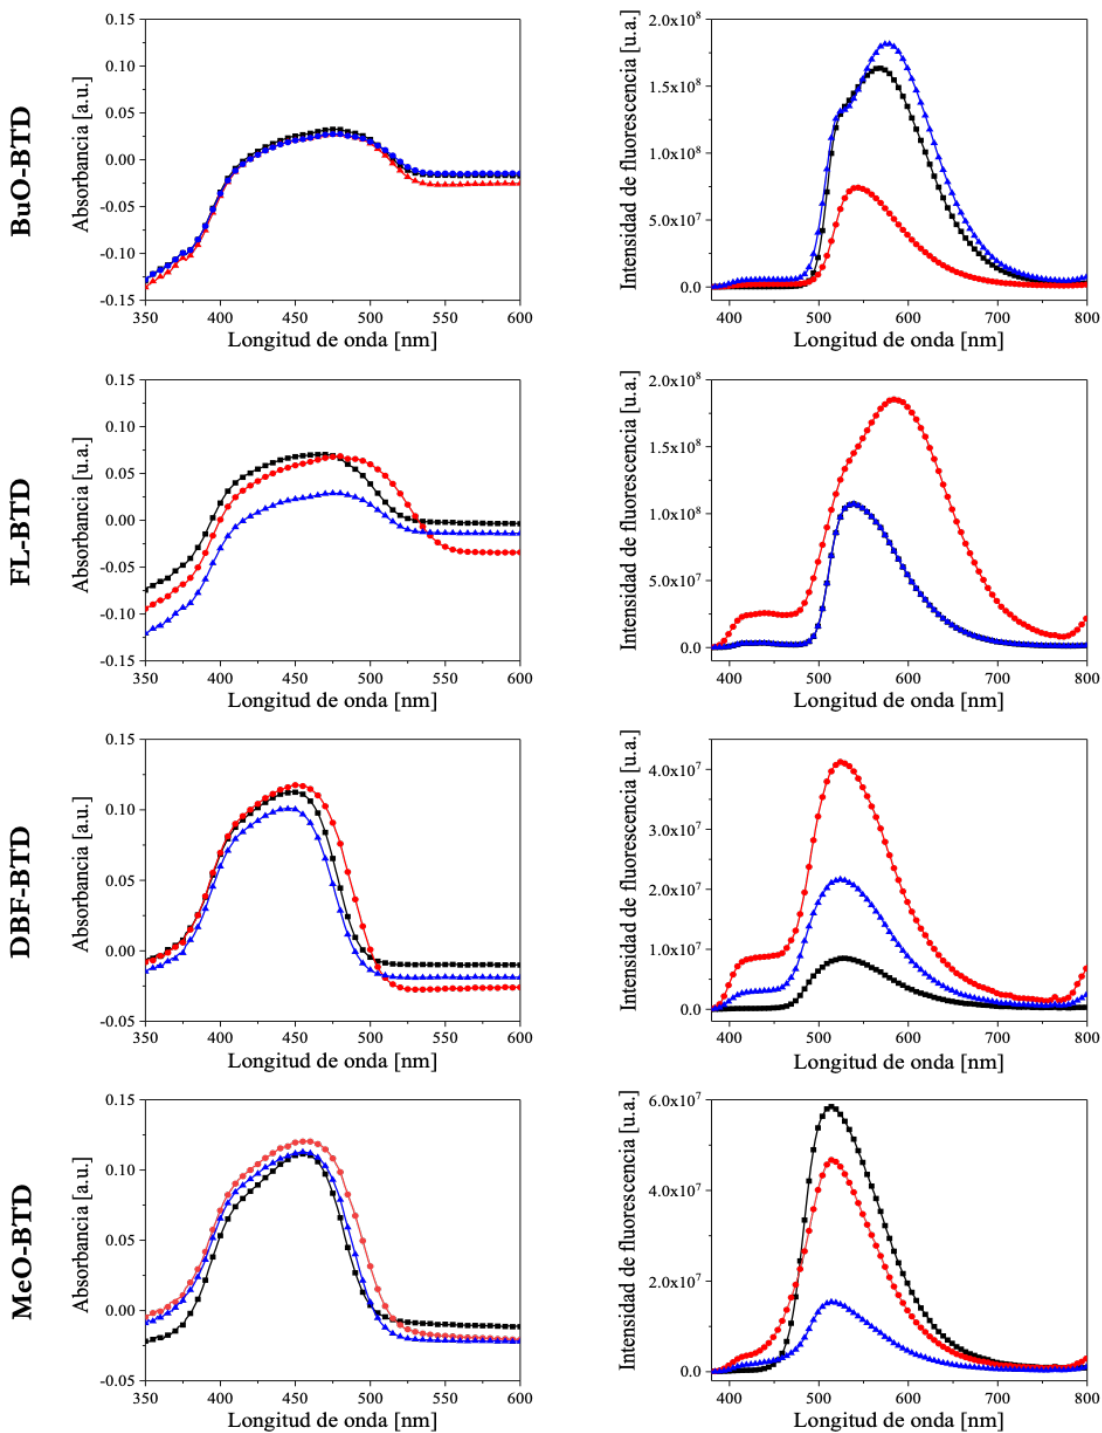 BuO-BTD
Absorbancia [a.u.]
0.15
0.10
0.05
0.00
-0.05
-0.10
-0.15
350 400 450 500 550 600
Longitud de onda [nm]
Intensidad de fluorescencia [u.a.]
2.0x10⁸
1.5x10⁸
1.0x10⁸
5.0x10⁷
0.0
400 500 600 700 800
Longitud de onda [nm]
FL-BTD
Absorbancia [u.a.]
0.15
0.10
0.05
0.00
-0.05
-0.10
-0.15
350 400 450 500 550 600
Longitud de onda [nm]
Intensidad de fluorescencia [u.a.]
2.0x10⁸
1.5x10⁸
1.0x10⁸
5.0x10⁷
0.0
400 500 600 700 800
Longitud de onda [nm]
DBF-BTD
Absorbancia [a.u.]
0.15
0.10
0.05
0.00
-0.05
350 400 450 500 550 600
Longitud de onda [nm]
Intensidad de fluorescencia [u.a.]
4.0x10⁷
3.0x10⁷
2.0x10⁷
1.0x10⁷
0.0
400 500 600 700 800
Longitud de onda [nm]
MeO-BTD
Absorbancia [a.u.]
0.15
0.10
0.05
0.00
-0.05
350 400 450 500 550 600
Longitud de onda [nm]
Intensidad de fluorescencia [u.a.]
6.0x10⁷
4.0x10⁷
2.0x10⁷
0.0
400 500 600 700 800
Longitud de onda [nm]